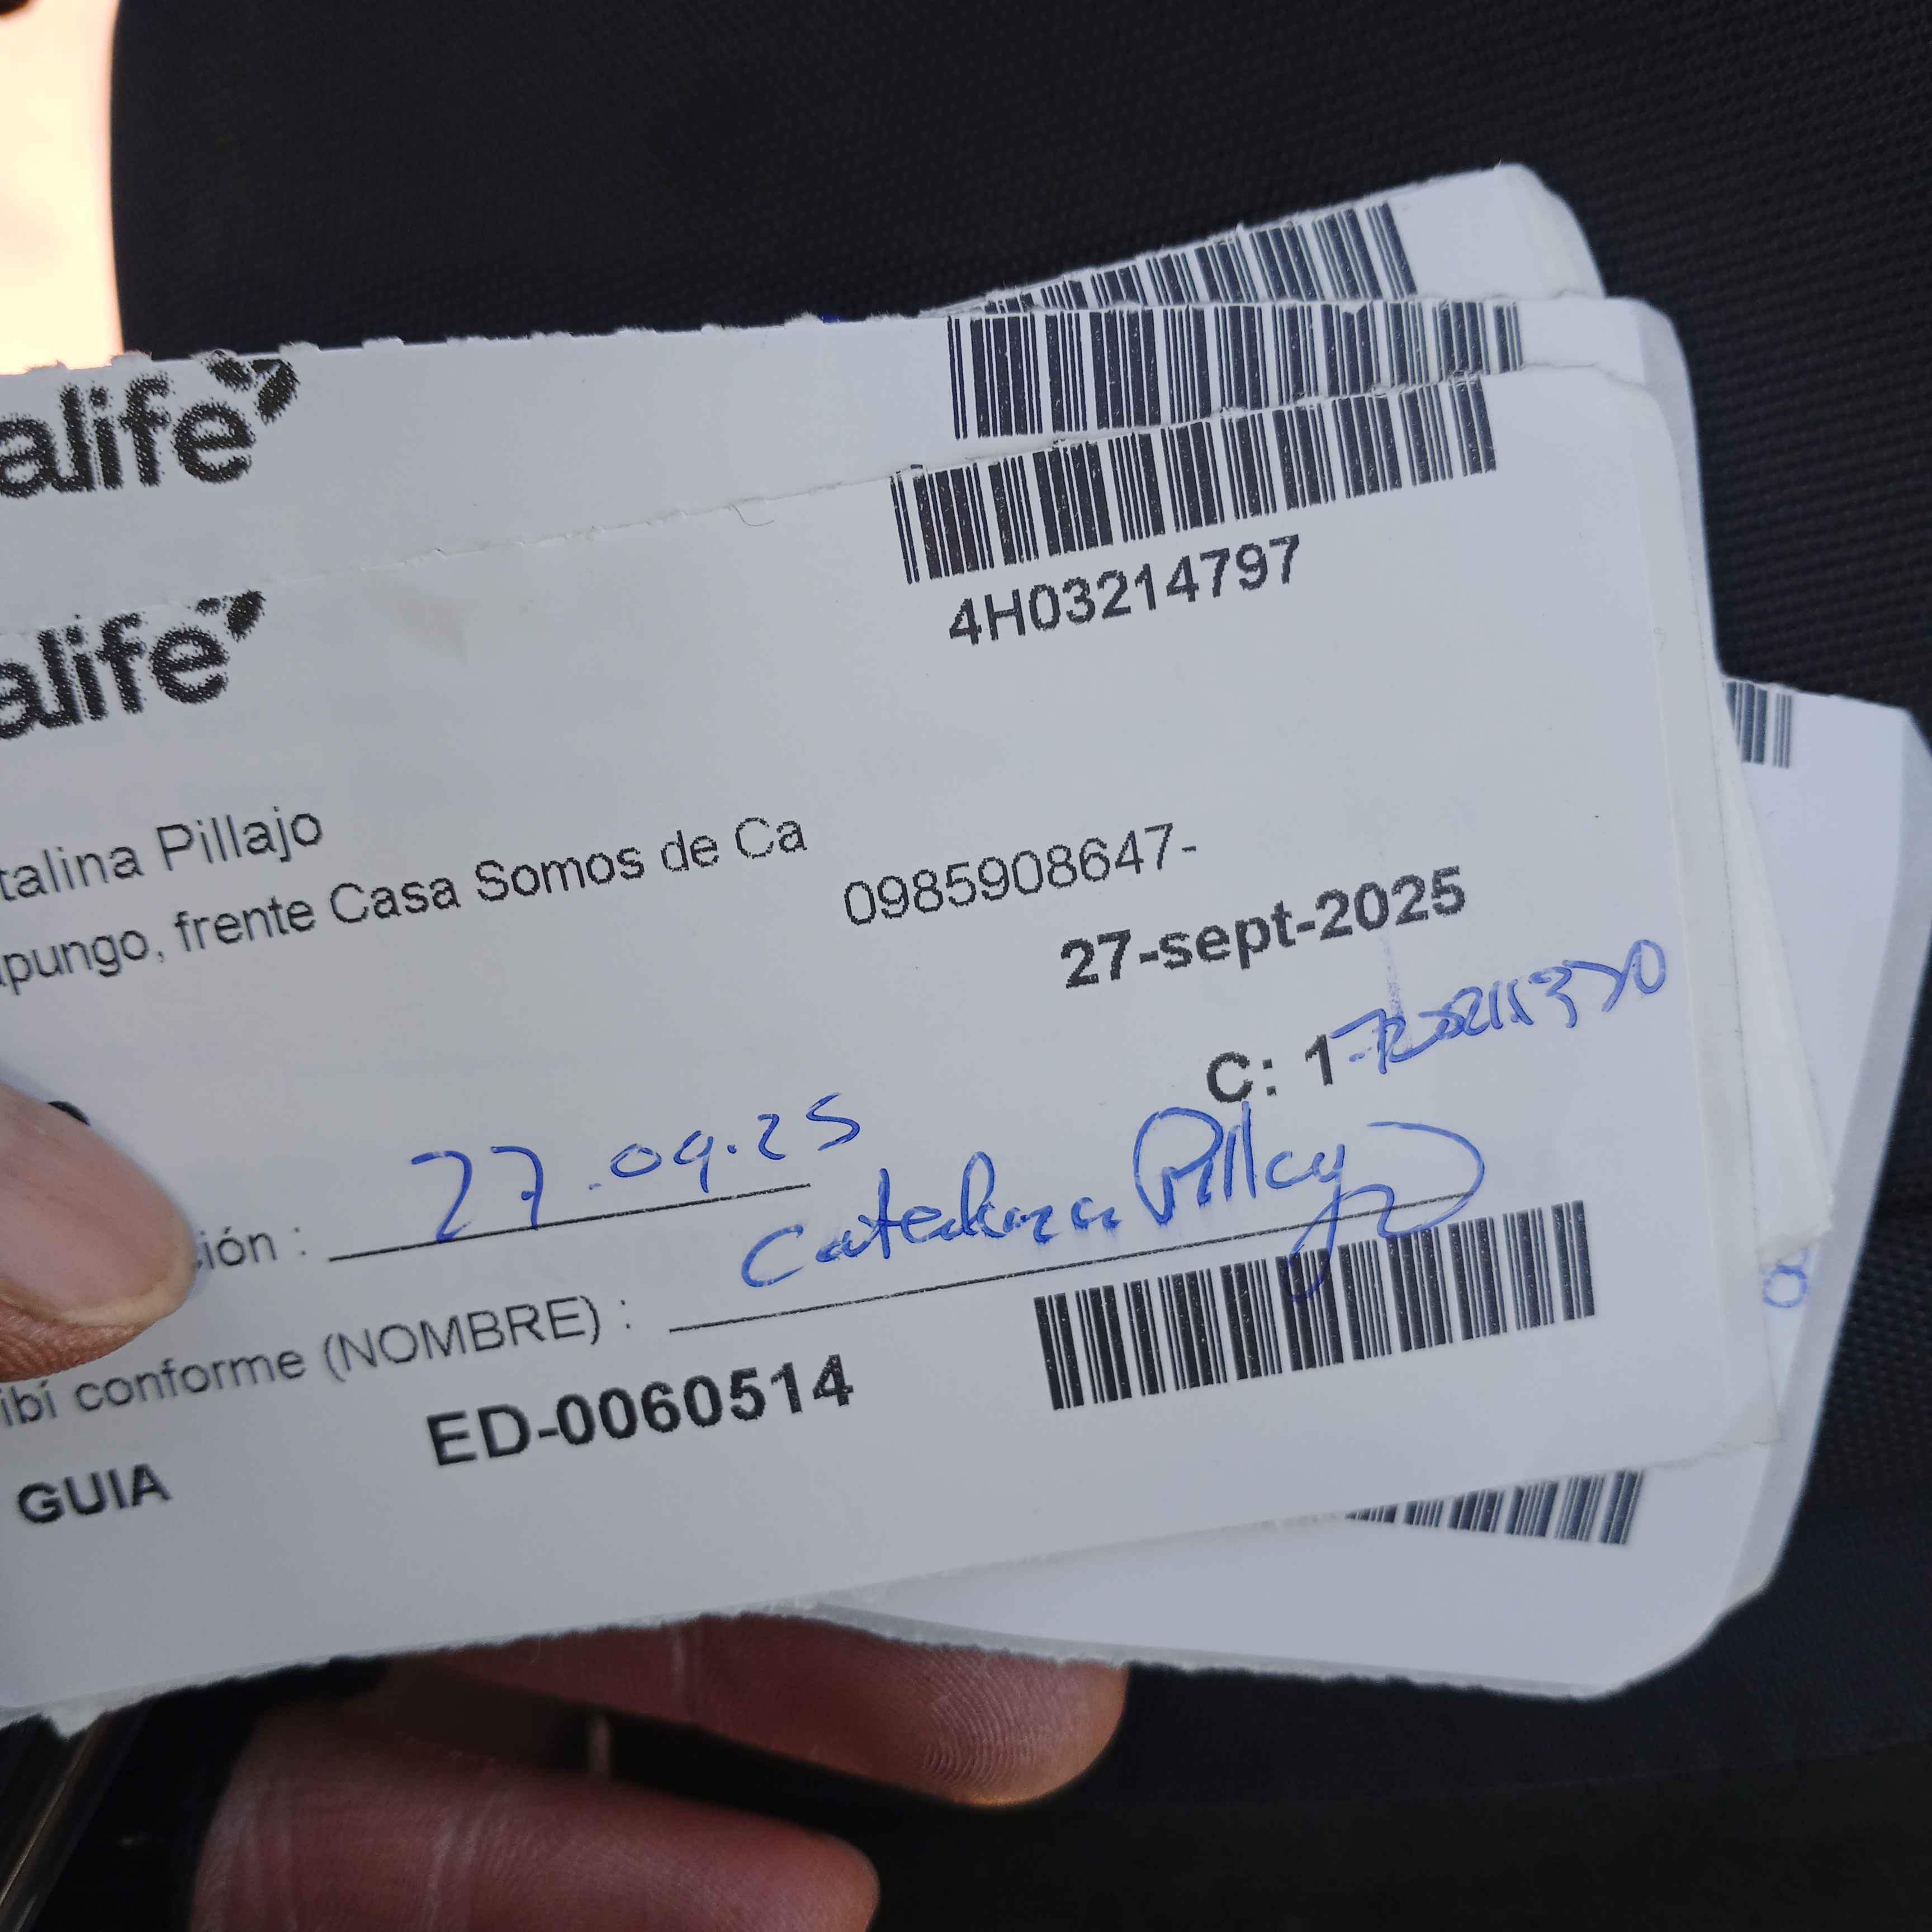 alife
alife
4H03214797
talina Pillajo
pungo, frente Casa Somos de Ca
0985908647-
27-sept-2025
C: 1
ión : 27.09.25
ibí conforme (NOMBRE) : Catalina Pillajo
GUIA ED-0060514